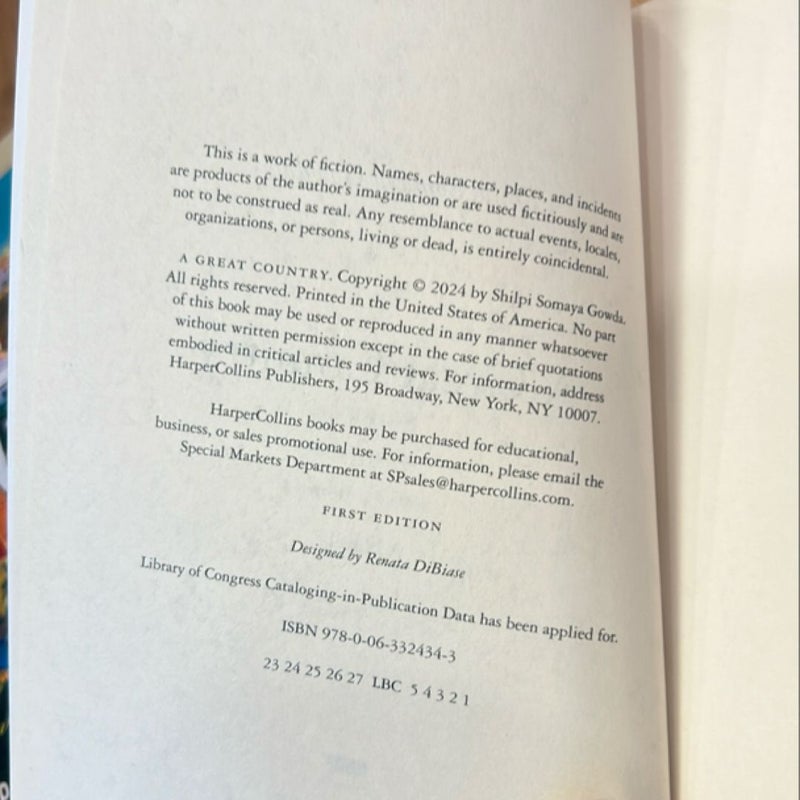 This is a work of fiction. Names, characters, places, and incidents
are products of the author's imagination or are used fictitiously and are
not to be construed as real. Any resemblance to actual events, locales,
organizations, or persons, living or dead, is entirely coincidental.
A GREAT COUNTRY. Copyright © 2024 by Shilpi Somaya Gowda.
All rights reserved. Printed in the United States of America. No part
of this book may be used or reproduced in any manner whatsoever
without written permission except in the case of brief quotations
embodied in critical articles and reviews. For information, address
HarperCollins Publishers, 195 Broadway, New York, NY 10007.
HarperCollins books may be purchased for educational,
business, or sales promotional use. For information, please email the
Special Markets Department at SPsales@harpercollins.com.
FIRST EDITION
Designed by Renata DiBiase
Library of Congress Cataloging-in-Publication Data has been applied for.
ISBN 978-0-06-332434-3
23 24 25 26 27 LBC 5 4 3 2 1